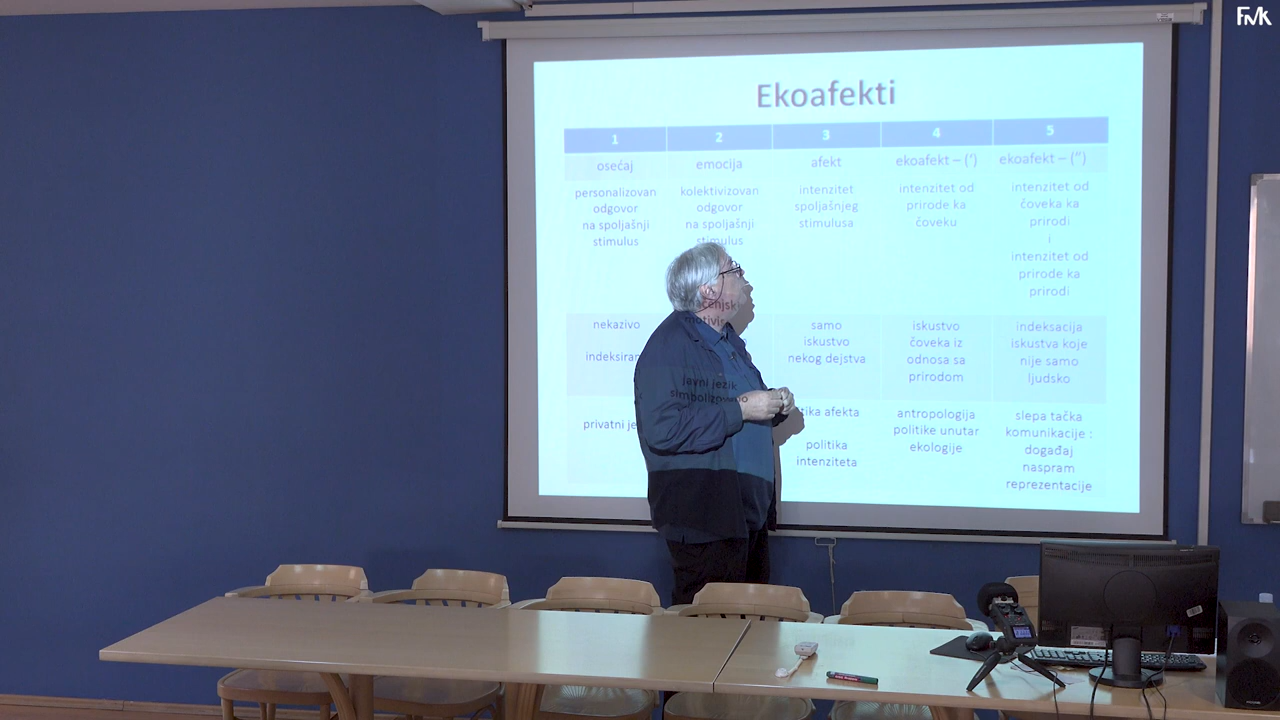 FMK
Ekoafekti
1 2 3 4 5
osećaj emocija afekt ekoafekt – (') ekoafekt – ('')
personalizovan
odgovor
na spoljašnji
stimulus
kolektivizovan
odgovor
na spoljašnji
stimulus
intenzitet
spoljašnjeg
stimulusa
intenzitet od
prirode ka
čoveku
intenzitet od
čoveka ka
prirodi
i
intenzitet od
prirode ka
prirodi
nekazivo
samo
iskustvo
nekog dejstva
iskustvo
čoveka iz
odnosa sa
prirodom
indeksacija
iskustva koje
nije samo
ljudsko
privatni
javni jezik
afekta
politika
intenziteta
antropologija
politike unutar
ekologije
slepa tačka
komunikacije :
događaj
naspram
reprezentacije